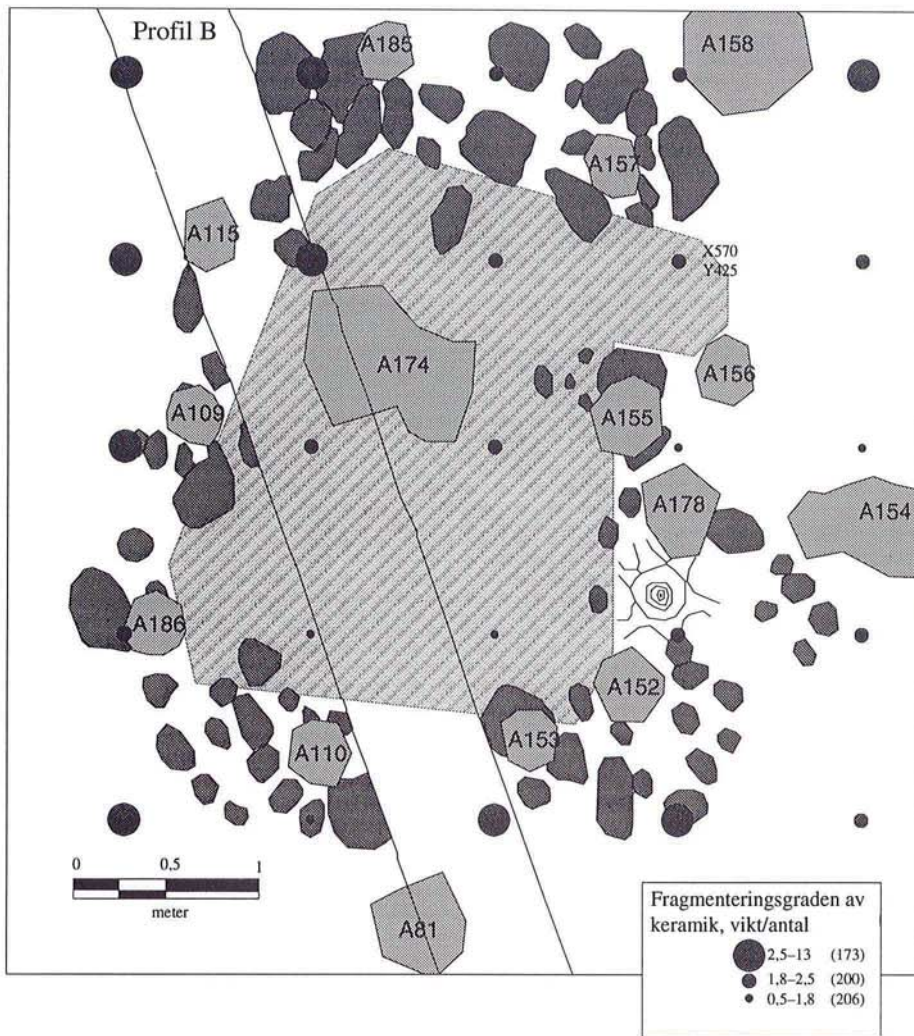 Profil B
A185
A158
A157
A115
X570
Y425
A174
A156
A109
A155
A178
A154
A186
A152
A153
A110
A81
0 0,5 1
meter
Fragmenteringsgraden av
keramik, vikt/antal
2,5–13 (173)
1,8–2,5 (200)
0,5–1,8 (206)